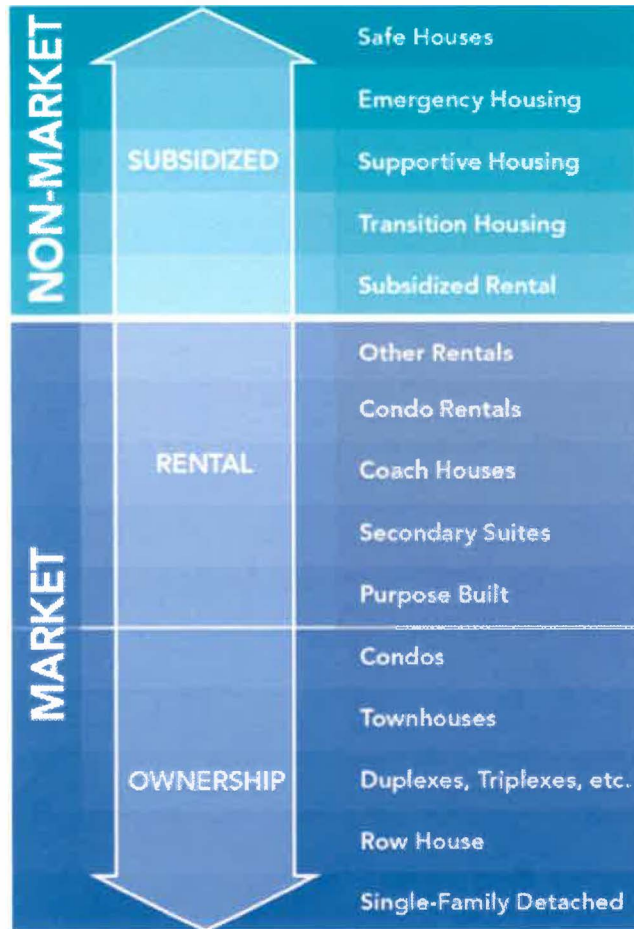 NON-MARKET
SUBSIDIZED
Safe Houses
Emergency Housing
Supportive Housing
Transition Housing
Subsidized Rental
MARKET
RENTAL
Other Rentals
Condo Rentals
Coach Houses
Secondary Suites
Purpose Built
OWNERSHIP
Condos
Townhouses
Duplexes, Triplexes, etc.
Row House
Single-Family Detached